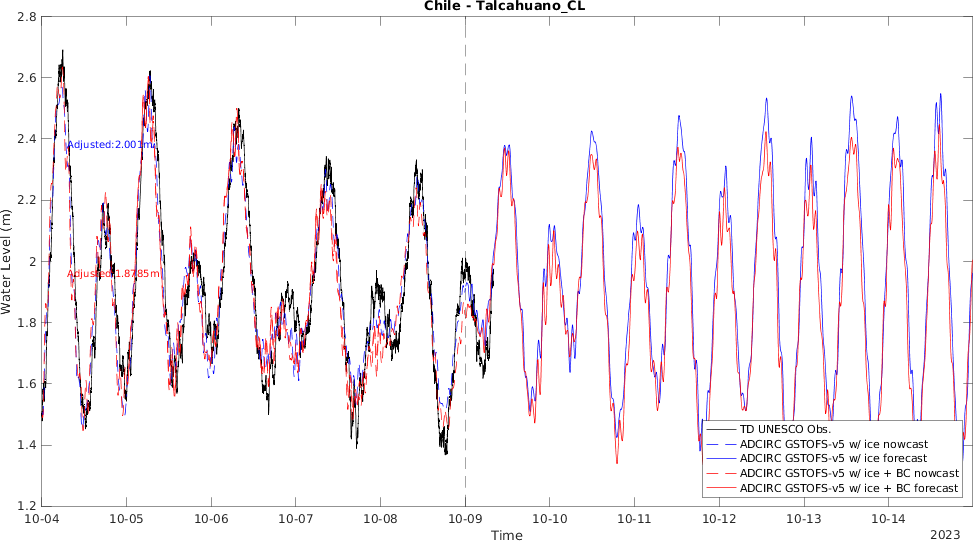 Chile - Talcahuano_CL
2.8
2.6
2.4
2.2
2
1.8
1.6
1.4
1.2
Water Level (m)
Adjusted:2.001m
Adjusted:1.8785m
TD UNESCO Obs.
ADCIRC GSTOFS-v5 w/ ice nowcast
ADCIRC GSTOFS-v5 w/ ice forecast
ADCIRC GSTOFS-v5 w/ ice + BC nowcast
ADCIRC GSTOFS-v5 w/ ice + BC forecast
10-04 10-05 10-06 10-07 10-08 10-09 10-10 10-11 10-12 10-13 10-14
Time
2023